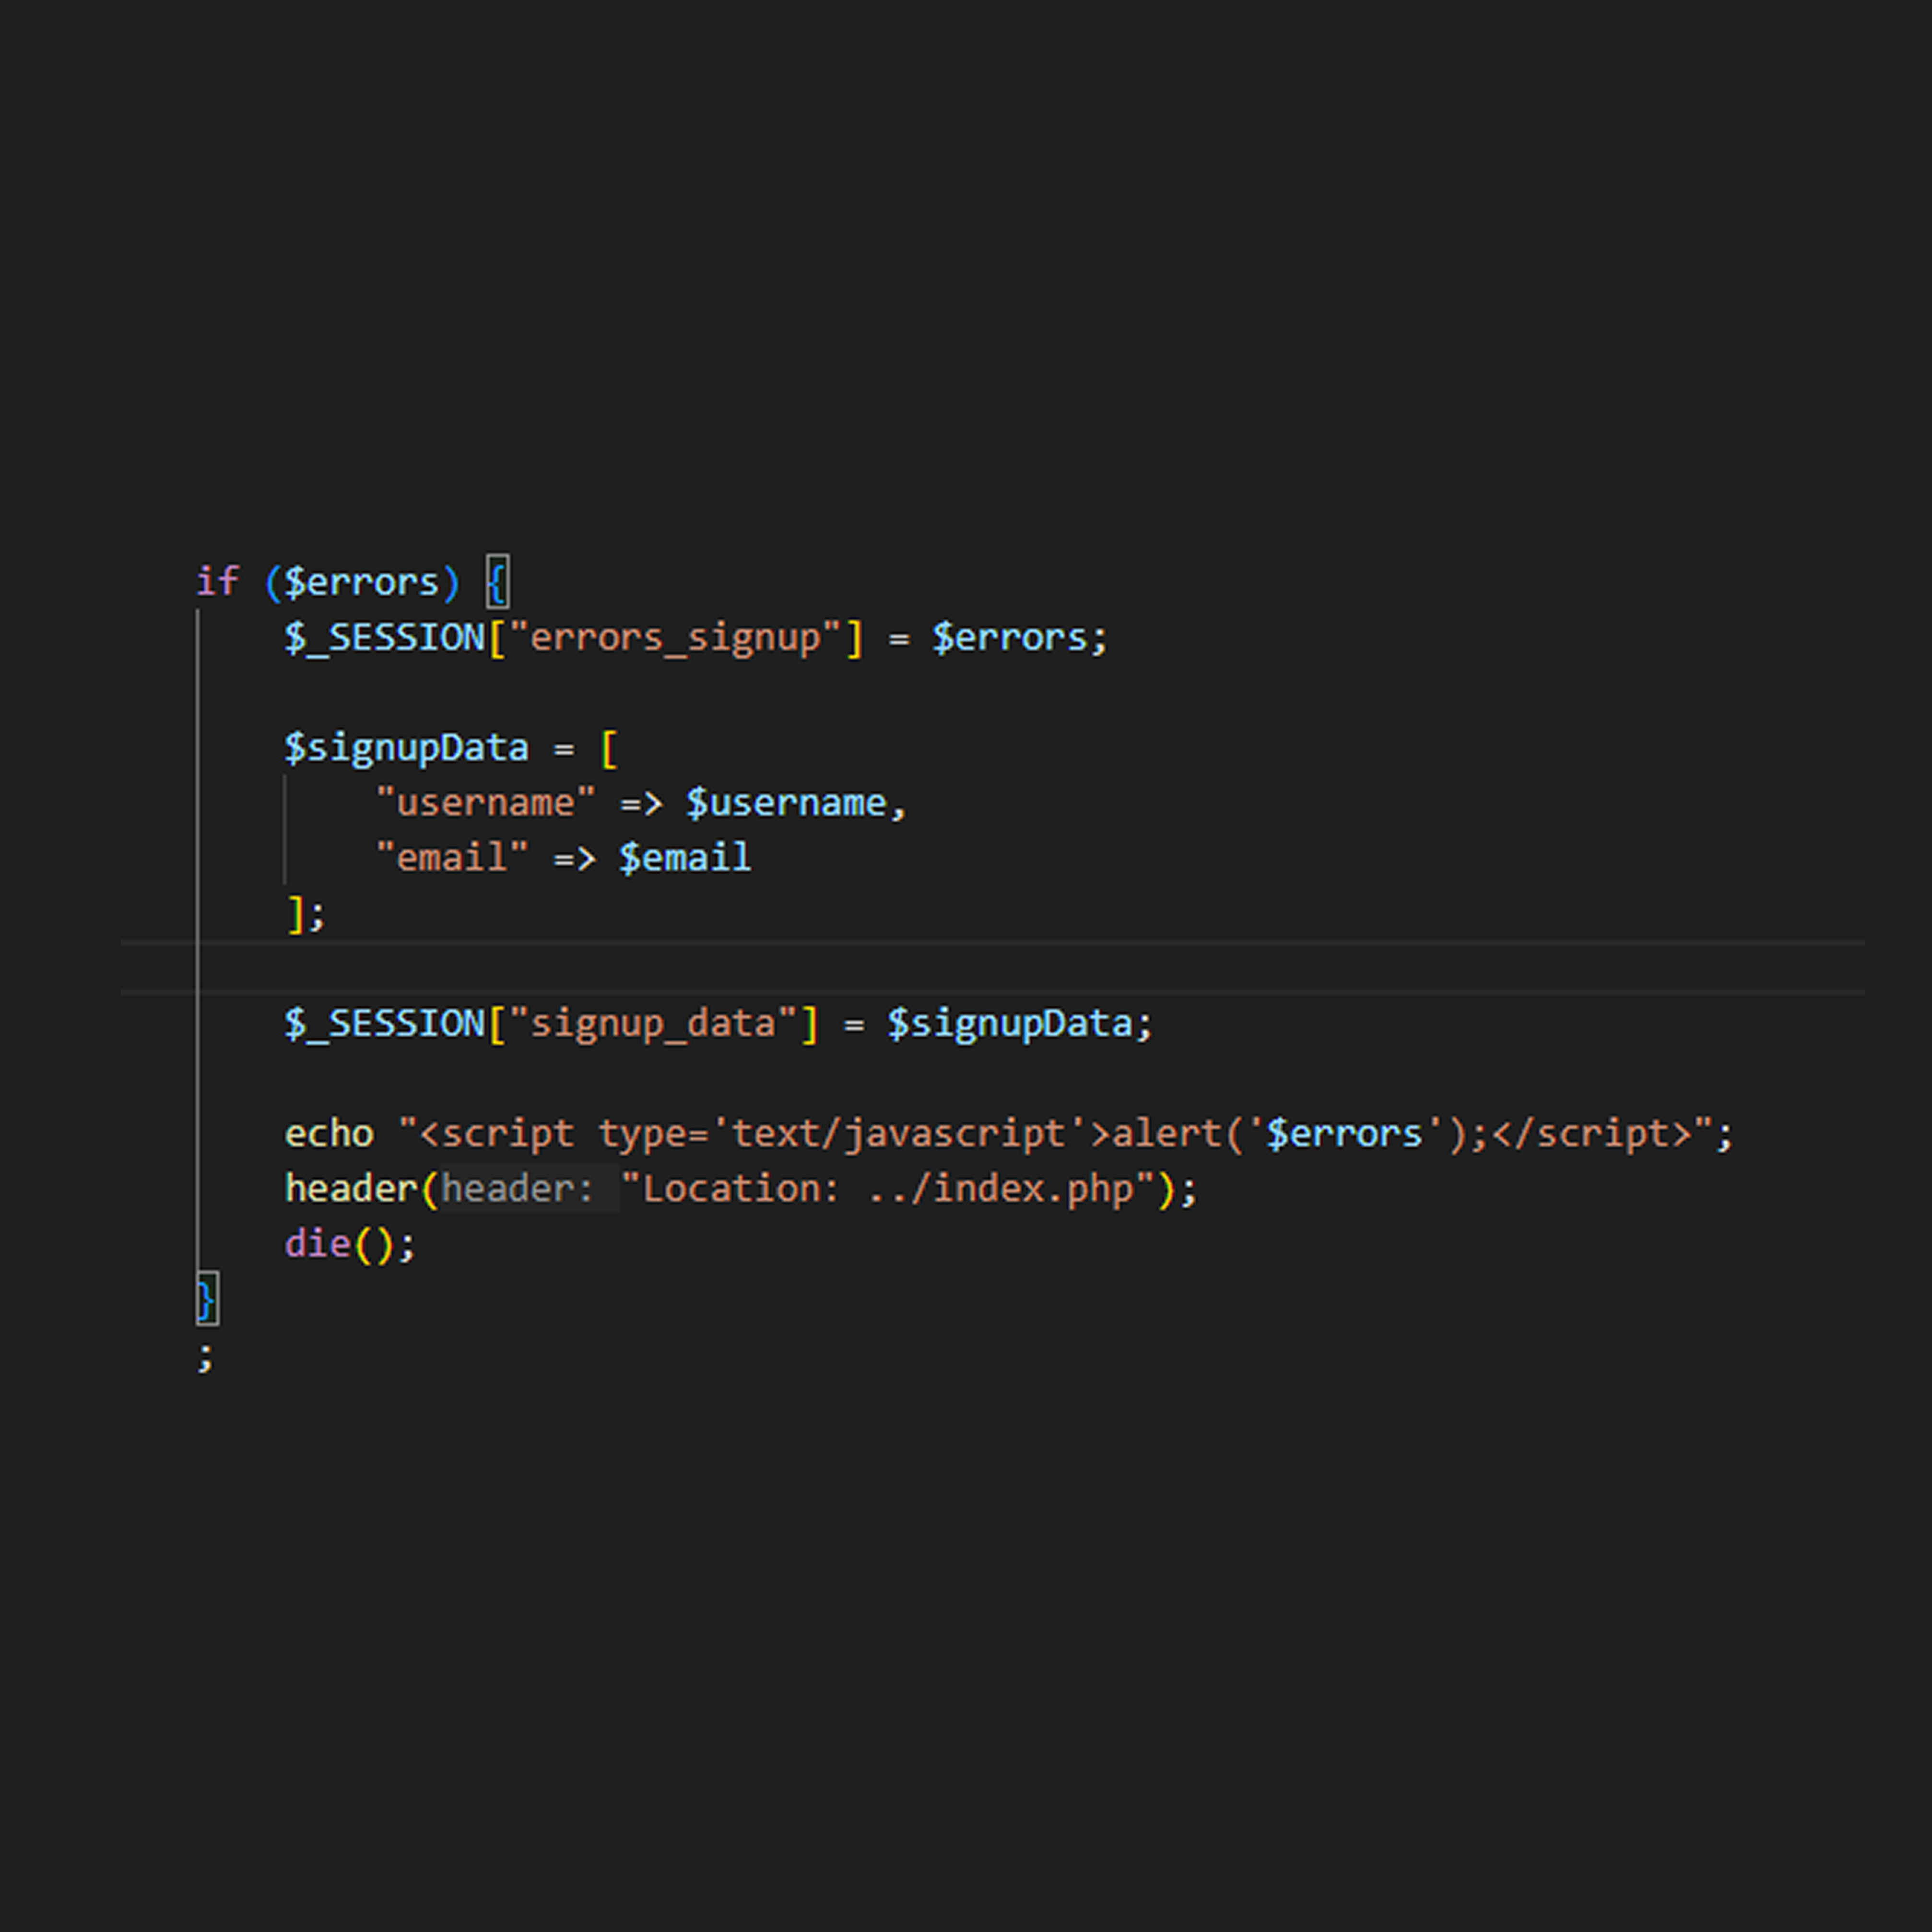 if ($errors) {
$_SESSION["errors_signup"] = $errors;
$signupData = [
"username" => $username,
"email" => $email
];
$_SESSION["signup_data"] = $signupData;
echo "<script type='text/javascript'>alert('$errors');</script>";
header(header: "Location: ../index.php");
die();
}
;